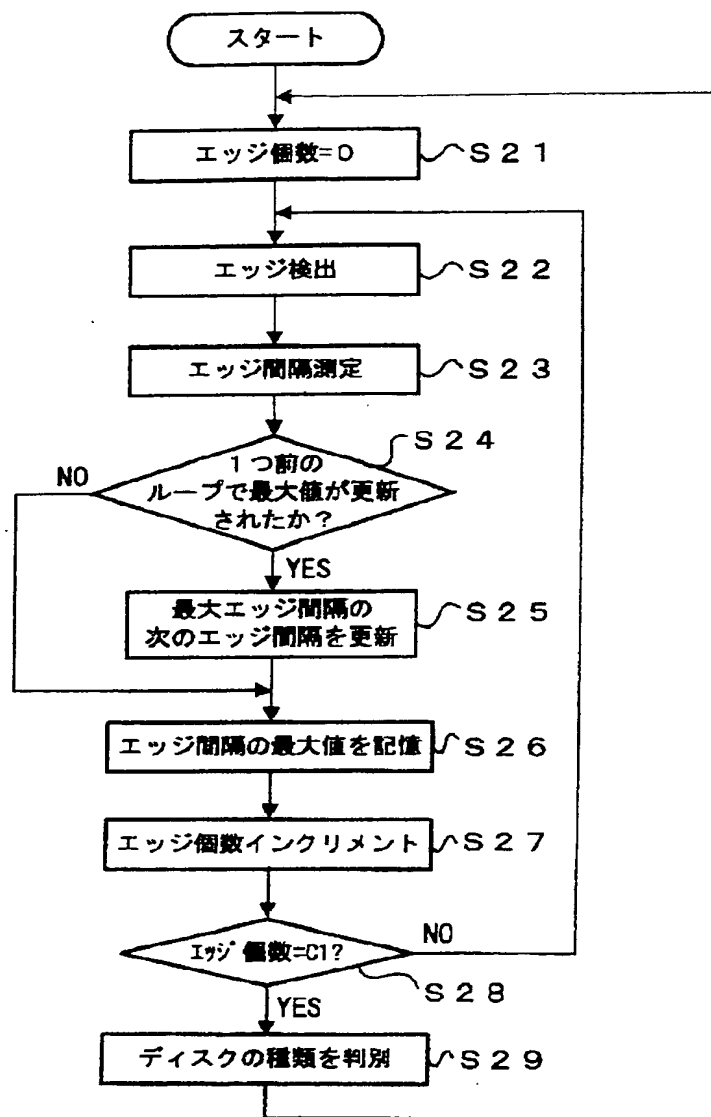 スタート
エッジ個数=0
S21
エッジ検出
S22
エッジ間隔測定
S23
S24
1つ前の
ループで最大値が更新
されたか？
NO
YES
最大エッジ間隔の
次のエッジ間隔を更新
S25
エッジ間隔の最大値を記憶
S26
エッジ個数インクリメント
S27
ｴｯｼﾞ個数=C1?
NO
S28
YES
ディスクの種類を判別
S29